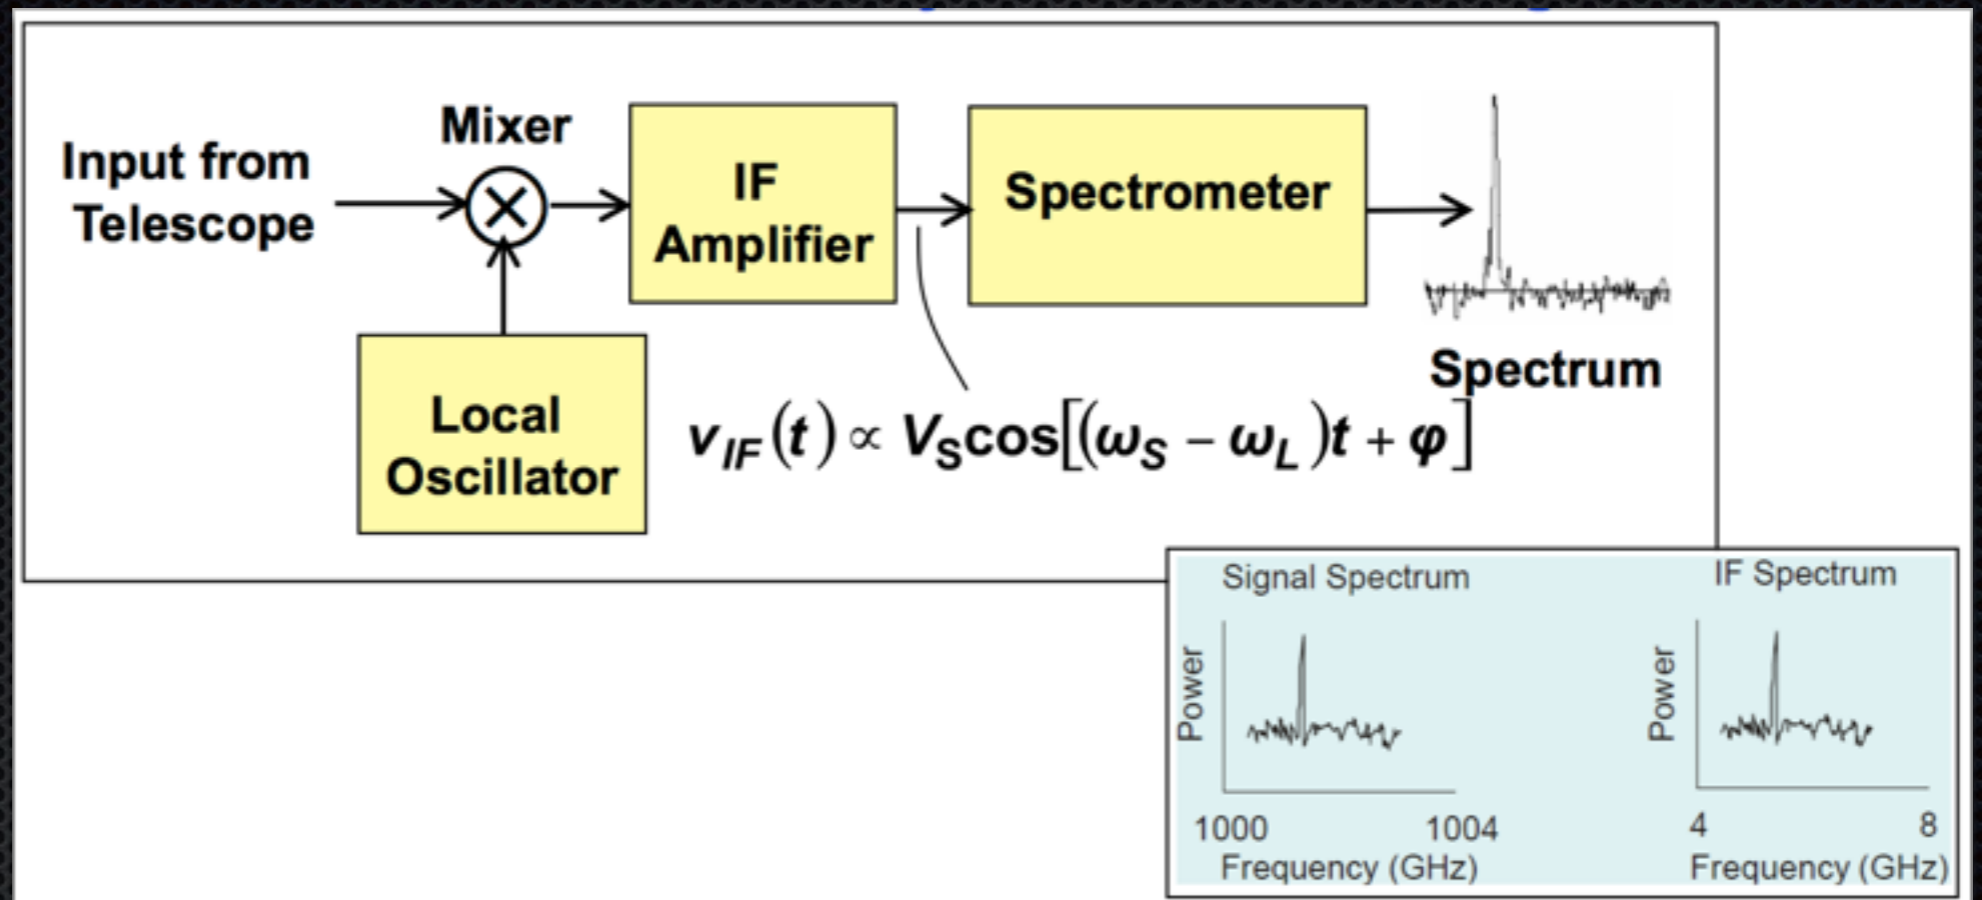 Mixer
Input from
Telescope
IF
Amplifier
Spectrometer
Local
Oscillator
Spectrum
v_IF(t) ∝ V_S cos[(ω_S − ω_L)t + φ]
Signal Spectrum
IF Spectrum
Power
Power
1000 1004
4 8
Frequency (GHz)
Frequency (GHz)